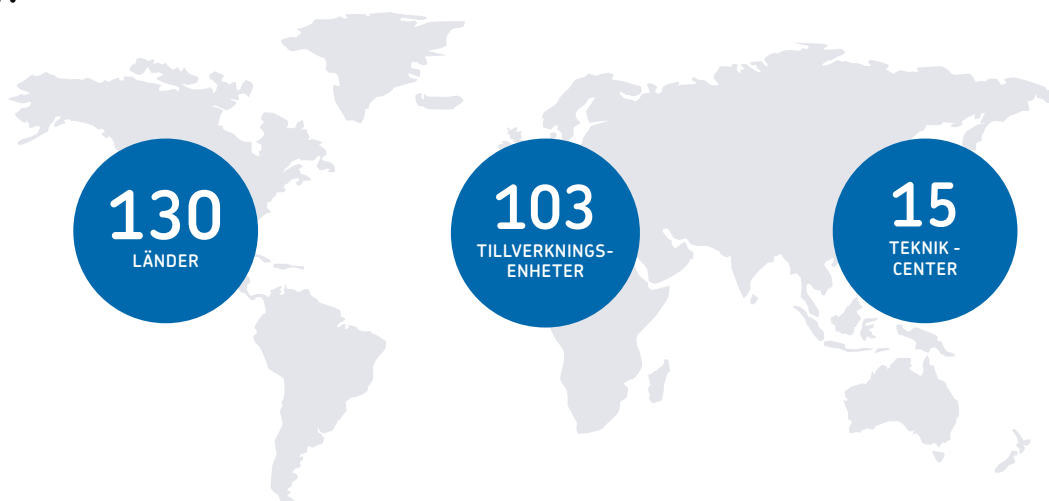 130
LÄNDER
103
TILLVERKNINGS-
ENHETER
15
TEKNIK -
CENTER